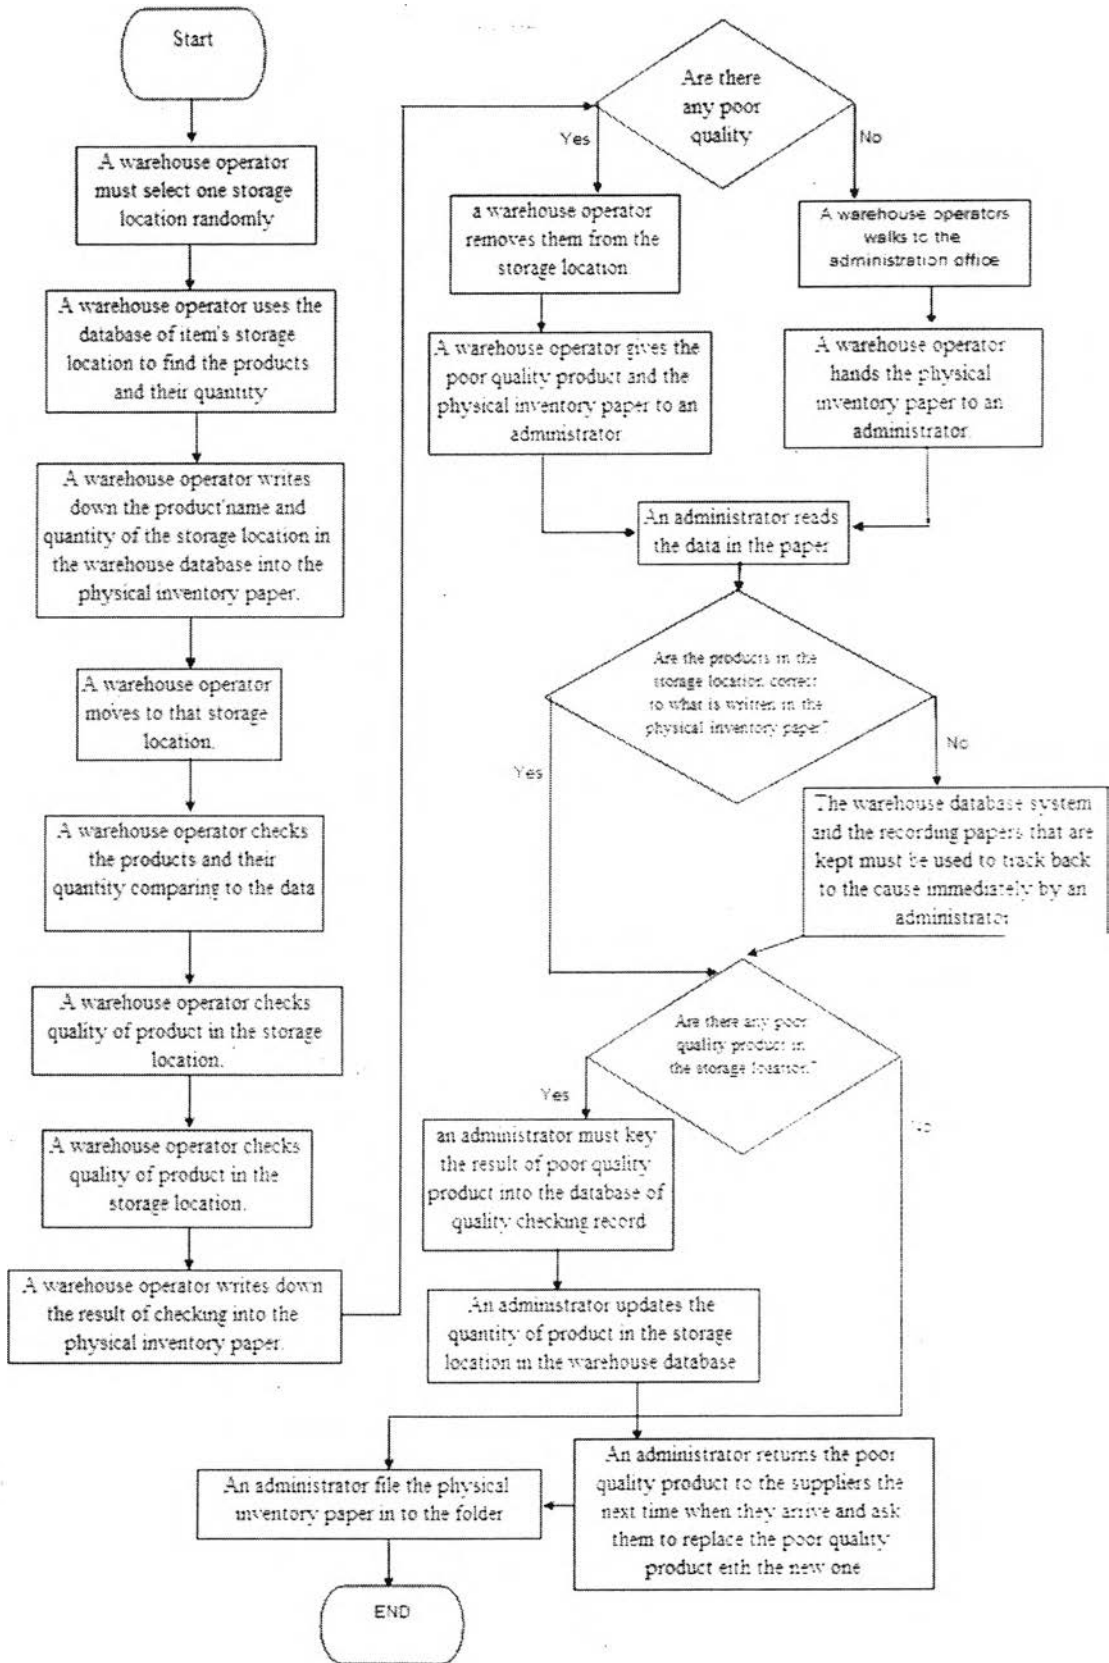 Start
A warehouse operator
must select one storage
location randomly
A warehouse operator uses the
database of item's storage
location to find the products
and their quantity
A warehouse operator writes
down the product'name and
quantity of the storage location in
the warehouse database into the
physical inventory paper.
A warehouse operator
moves to that storage
location.
A warehouse operator checks
the products and their
quantity comparing to the data
A warehouse operator checks
quality of product in the storage
location.
A warehouse operator checks
quality of product in the
storage location.
A warehouse operator writes down
the result of checking into the
physical inventory paper.
Are there
any poor
quality
Yes
No
a warehouse operator
removes them from the
storage location
A warehouse operators
walks to the
administration office
A warehouse operator gives the
poor quality product and the
physical inventory paper to an
administrator
A warehouse operator
hands the physical
inventory paper to an
administrator.
An administrator reads
the data in the paper
Are the products in the
storage location correct
to what is written in the
physical inventory paper?
Yes
No
The warehouse database system
and the recording papers that are
kept must be used to track back
to the cause immediately by an
administrator
Are there any poor
quality product in
the storage location?
Yes
No
an administrator must key
the result of poor quality
product into the database of
quality checking record
An administrator updates the
quantity of product in the storage
location in the warehouse database
An administrator returns the poor
quality product to the suppliers the
next time when they arrive and ask
them to replace the poor quality
product eith the new one
An administrator file the physical
inventory paper in to the folder
END